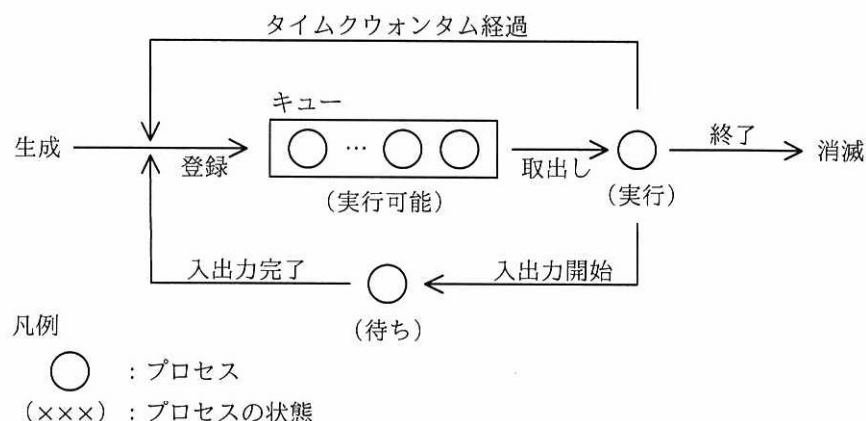 タイムクウォンタム経過
キュー
生成
登録
…
取出し
終了
消滅
(実行可能)
(実行)
入出力完了
入出力開始
(待ち)
凡例
:プロセス
(×××):プロセスの状態